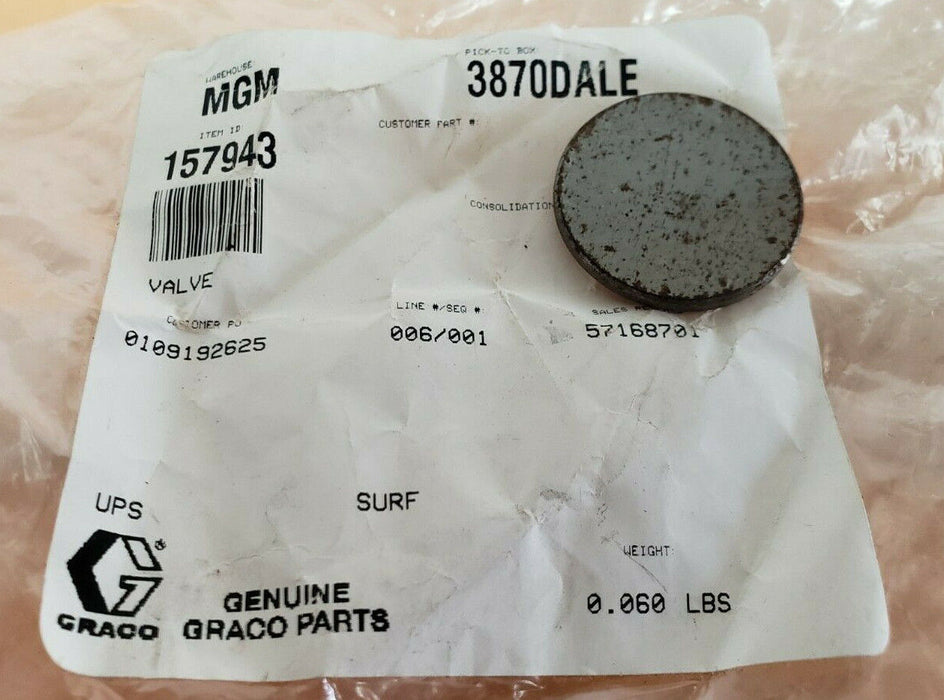 WAREHOUSE:
MGM
PICK-TO BOX
3870DALE
ITEM ID:
157943
CUSTOMER PART #:
CONSOLIDATION
VALVE
CUSTOMER PO
0109192625
LINE #/SEQ #:
006/001
SALES
57168701
UPS
SURF
GRACO
GENUINE
GRACO PARTS
WEIGHT:
0.060 LBS